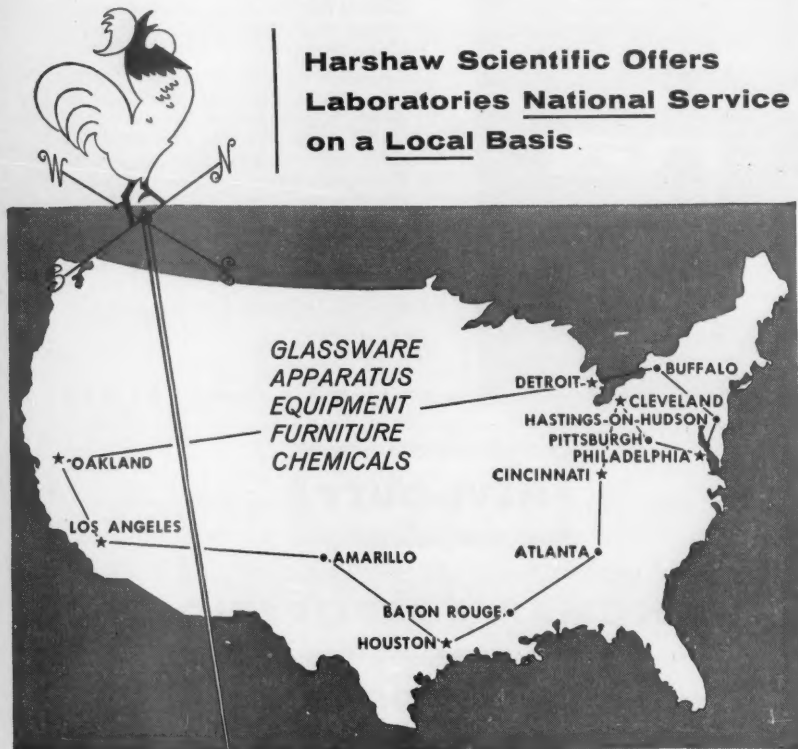 Harshaw Scientific Offers
Laboratories National Service
on a Local Basis.
W
N
S
GLASSWARE
APPARATUS
EQUIPMENT
FURNITURE
CHEMICALS
DETROIT
BUFFALO
CLEVELAND
HASTINGS-ON-HUDSON
PITTSBURGH
PHILADELPHIA
OAKLAND
CINCINNATI
LOS ANGELES
AMARILLO
ATLANTA
BATON ROUGE
HOUSTON